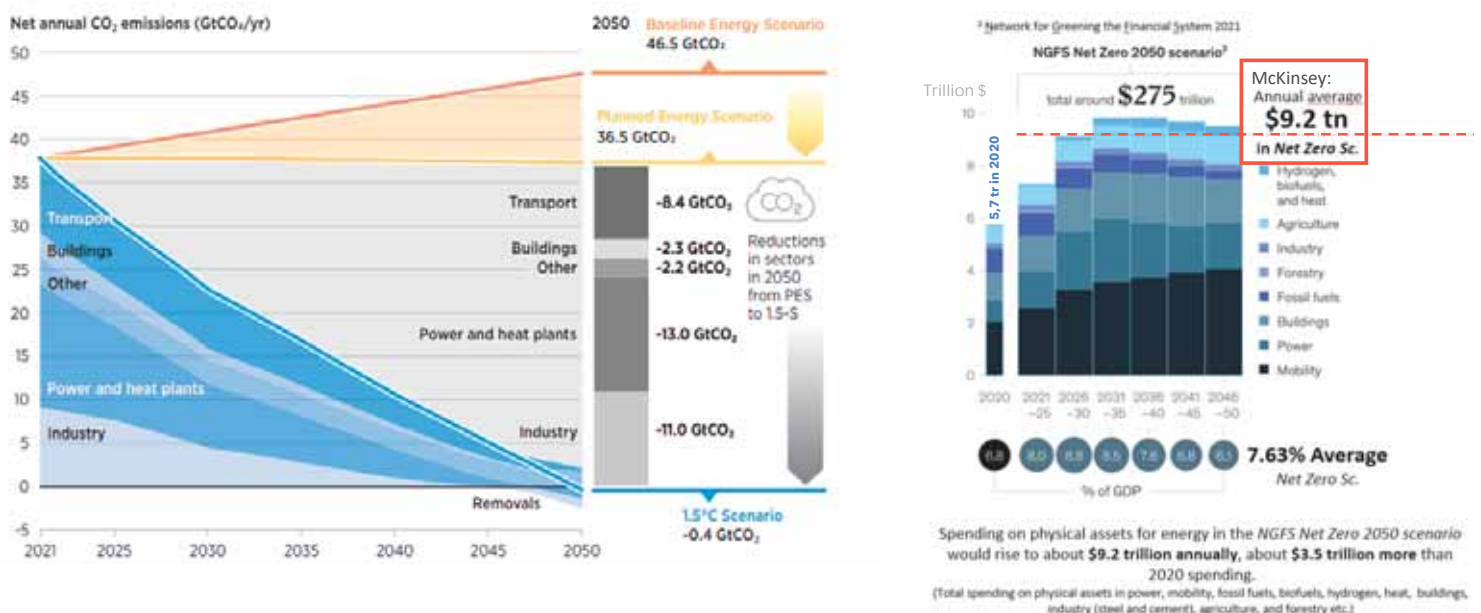 Net annual CO₂ emissions (GtCO₂/yr)
50
45
40
35
30
25
20
15
10
5
0
-5
2021
2025
2030
2035
2040
2045
2050
Transport
Buildings
Other
Power and heat plants
Industry
Transport
Buildings
Other
Power and heat plants
Industry
Removals
2050
Baseline Energy Scenario
46.5 GtCO₂
Planned Energy Scenario
36.5 GtCO₂
-8.4 GtCO₂
-2.3 GtCO₂
-2.2 GtCO₂
-13.0 GtCO₂
-11.0 GtCO₂
CO₂
Reductions
in sectors
in 2050
from PES
to 1.5-S
1.5°C Scenario
-0.4 GtCO₂
³ Network for Greening the Financial System 2021
NGFS Net Zero 2050 scenario³
Trillion $
total around $275 trillion
McKinsey:
Annual average
$9.2 tn
in Net Zero Sc.
10
8
6
4
2
0
5,7 tr in 2020
Hydrogen,
biofuels,
and heat
Agriculture
Industry
Forestry
Fossil fuels
Buildings
Power
Mobility
2020 2021 2026 2031 2036 2041 2046
–25 –30 –35 –40 –45 –50
6.8 8.0 8.8 8.5 7.6 6.8 6.1
7.63% Average
Net Zero Sc.
% of GDP
Spending on physical assets for energy in the NGFS Net Zero 2050 scenario
would rise to about $9.2 trillion annually, about $3.5 trillion more than
2020 spending.
(Total spending on physical assets in power, mobility, fossil fuels, biofuels, hydrogen, heat, buildings,
industry (steel and cement), agriculture, and forestry etc.)